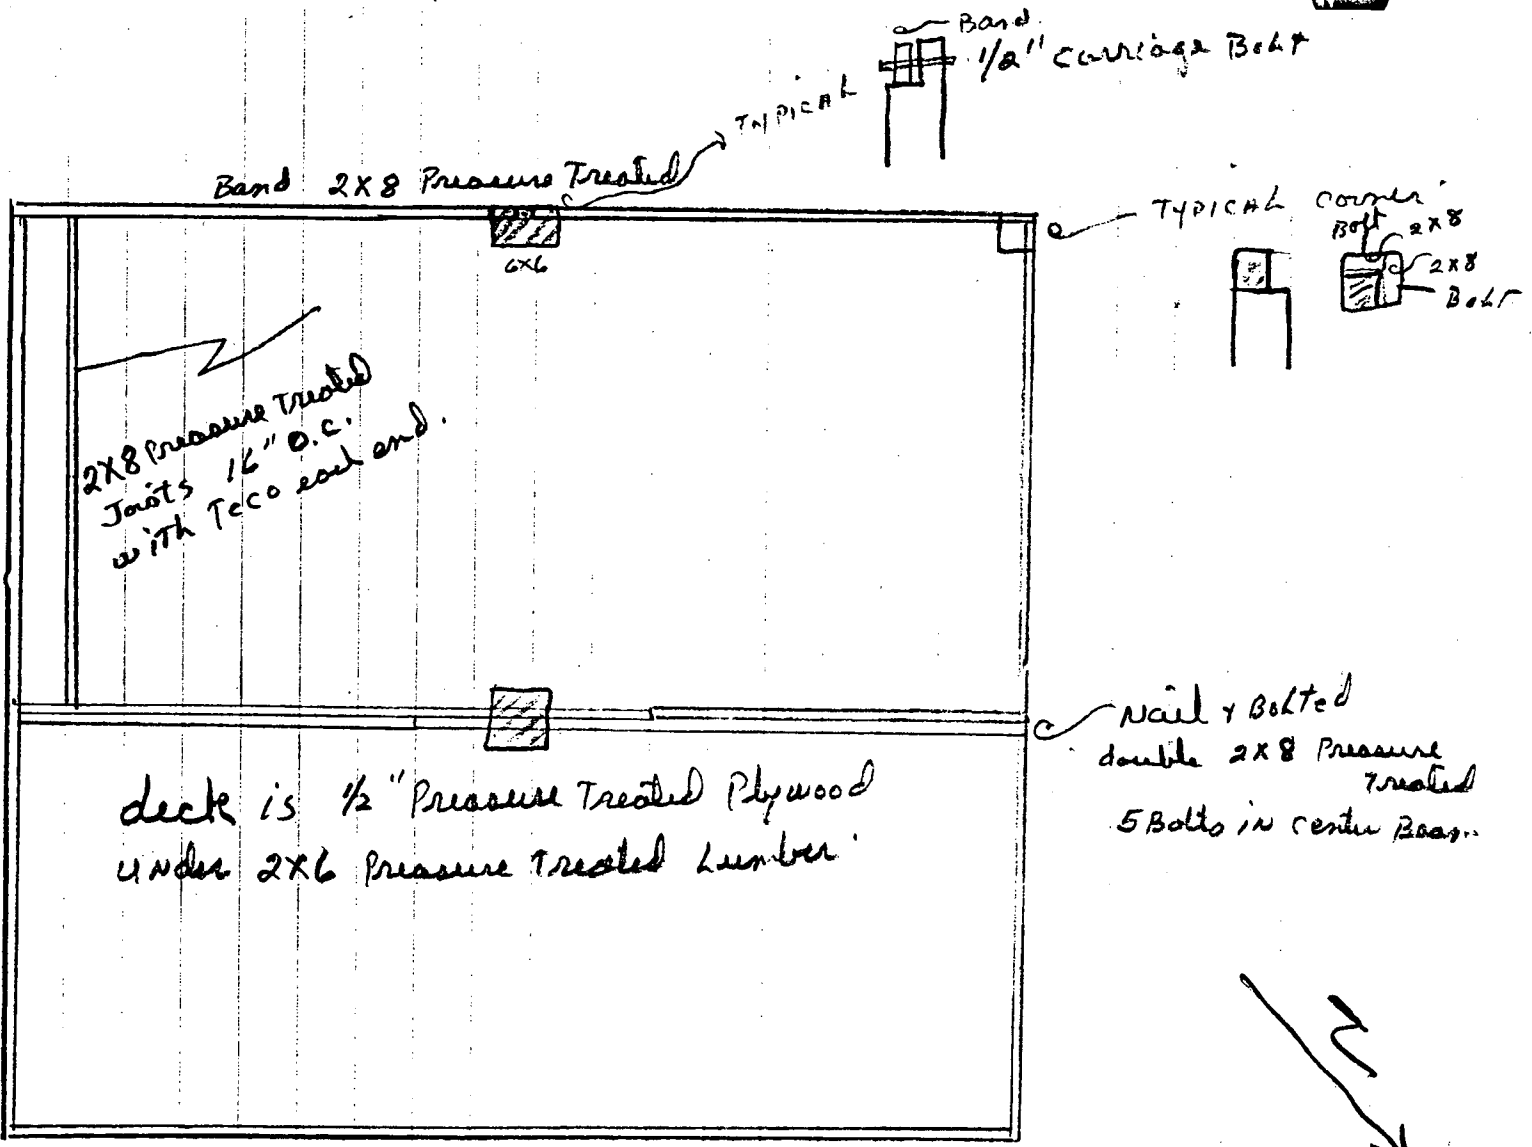 Band
1/2" Carriage Bolt
TYPICAL
Band 2X8 Pressure Treated
6X6
TYPICAL corner
Bolt
2X8
2X8
Bolt
2X8 Pressure Treated
Joists 16" O.C.
with Teco each end.
Nail & Bolted
double 2X8 Pressure
Treated
5 Bolts in Center Beam
deck is 1/2" Pressure Treated Plywood
under 2X6 Pressure Treated Lumber
N